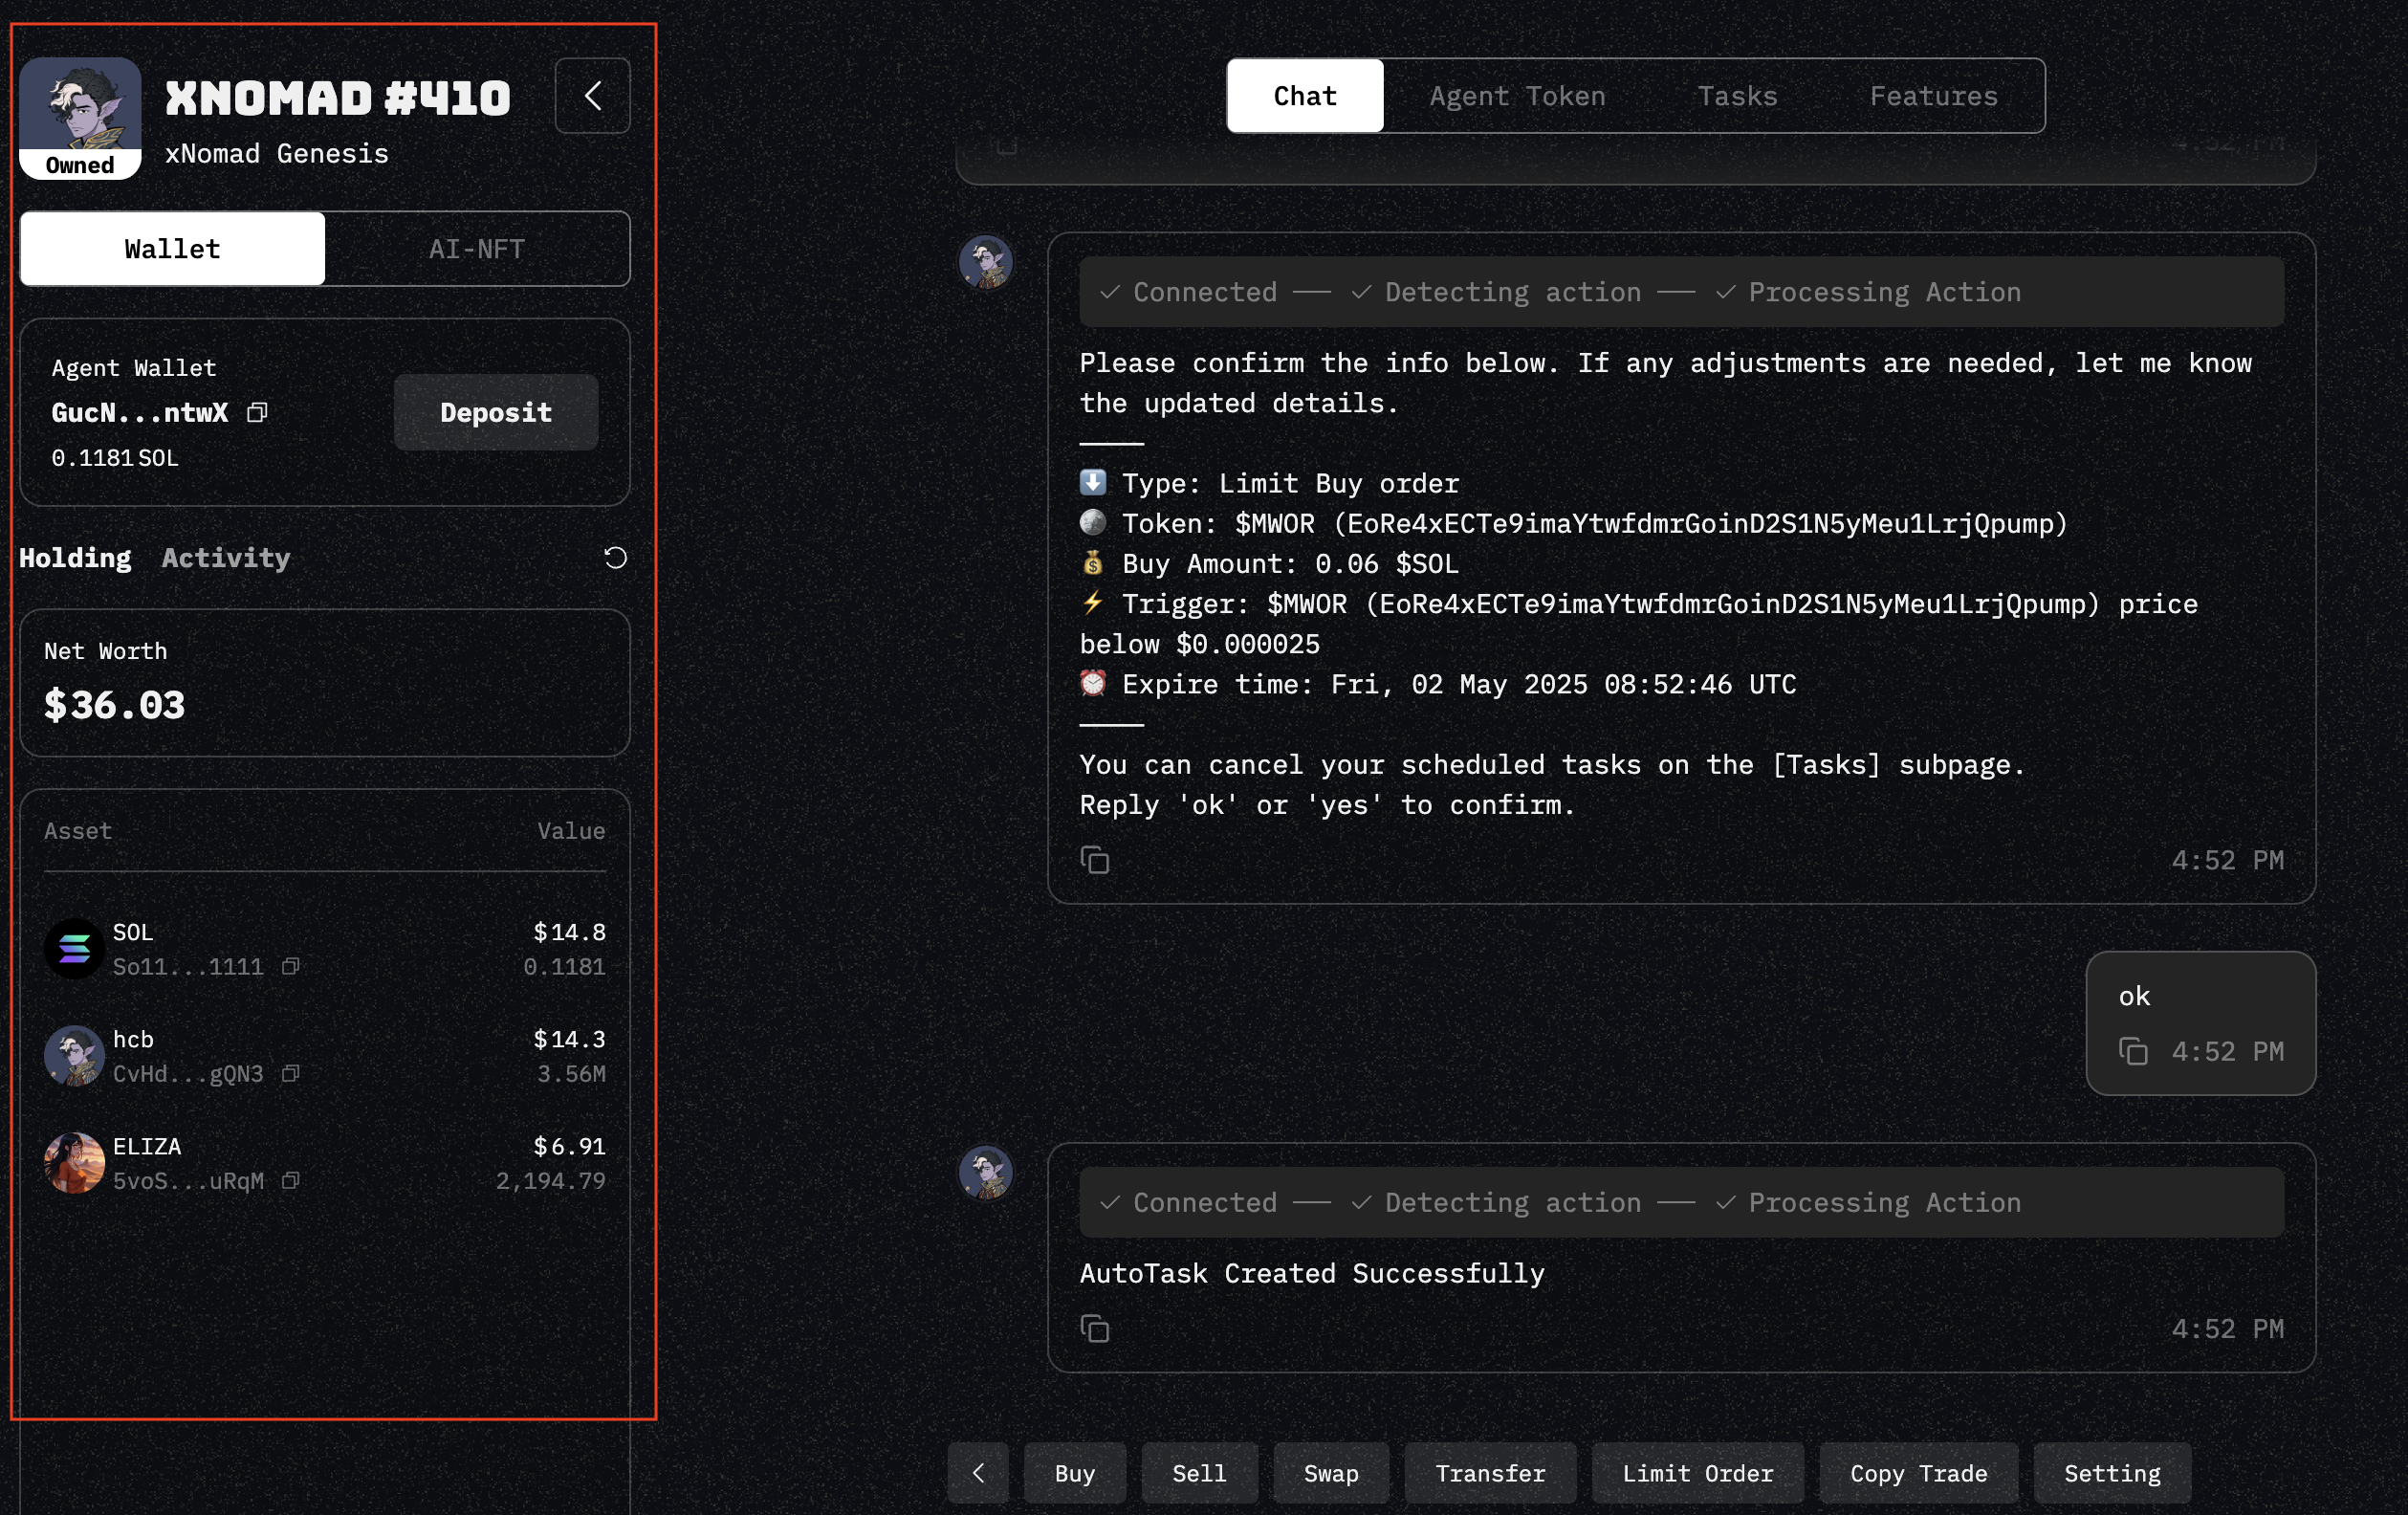 XNOMAD #410
xNomad Genesis
Owned
Wallet
AI-NFT
Agent Wallet
GucN...ntwX
0.1181 SOL
Deposit
Holding
Activity
Net Worth
$36.03
Asset
Value
SOL
$14.8
So11...1111
0.1181
hcb
$14.3
CvHd...gQN3
3.56M
ELIZA
$6.91
5voS...uRqM
2,194.79
Chat
Agent Token
Tasks
Features
4:52 PM
Connected
Detecting action
Processing Action
Please confirm the info below. If any adjustments are needed, let me know
the updated details.
Type: Limit Buy order
Token: $MWOR (EoRe4xECTe9imaYtwfdmrGoinD2S1N5yMeu1LrjQpump)
Buy Amount: 0.06 $SOL
Trigger: $MWOR (EoRe4xECTe9imaYtwfdmrGoinD2S1N5yMeu1LrjQpump) price
below $0.000025
Expire time: Fri, 02 May 2025 08:52:46 UTC
You can cancel your scheduled tasks on the [Tasks] subpage.
Reply 'ok' or 'yes' to confirm.
4:52 PM
ok
4:52 PM
Connected
Detecting action
Processing Action
AutoTask Created Successfully
4:52 PM
Buy
Sell
Swap
Transfer
Limit Order
Copy Trade
Setting